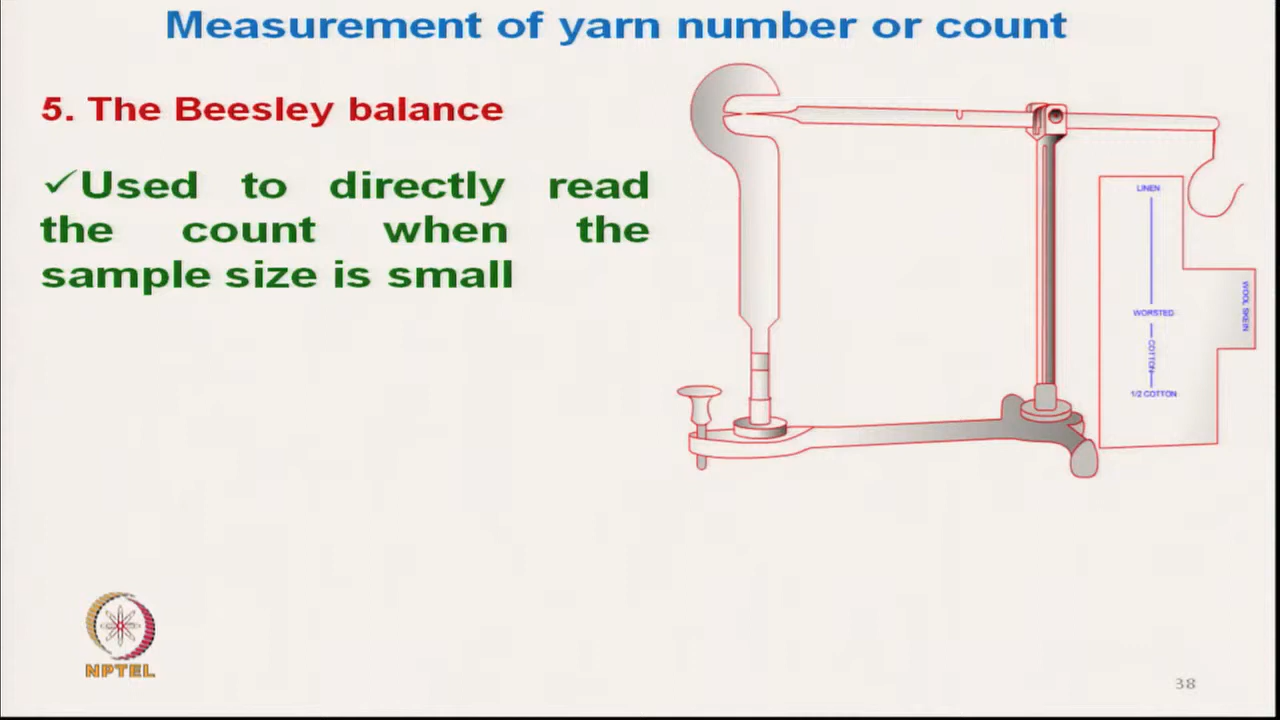 Measurement of yarn number or count
5. The Beesley balance
✓Used to directly read
the count when the
sample size is small
LINEN
WORSTED
COTTON
1/2 COTTON
WOOL SKEIN
NPTEL
38